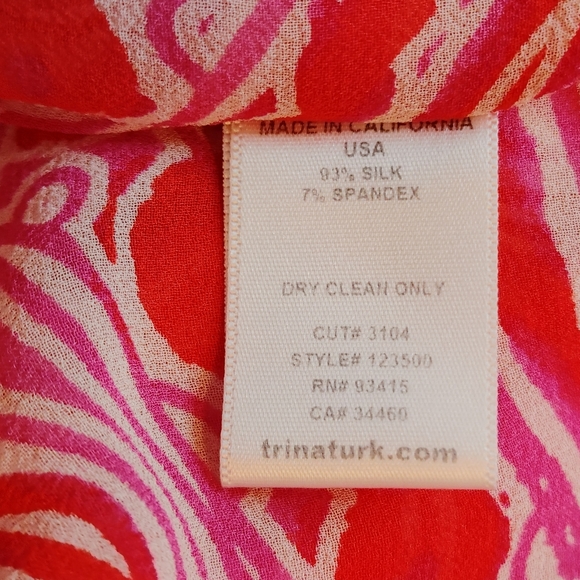 MADE IN CALIFORNIA
USA
93% SILK
7% SPANDEX
DRY CLEAN ONLY
CUT# 3104
STYLE# 123500
RN# 93415
CA# 34460
trinaturk.com